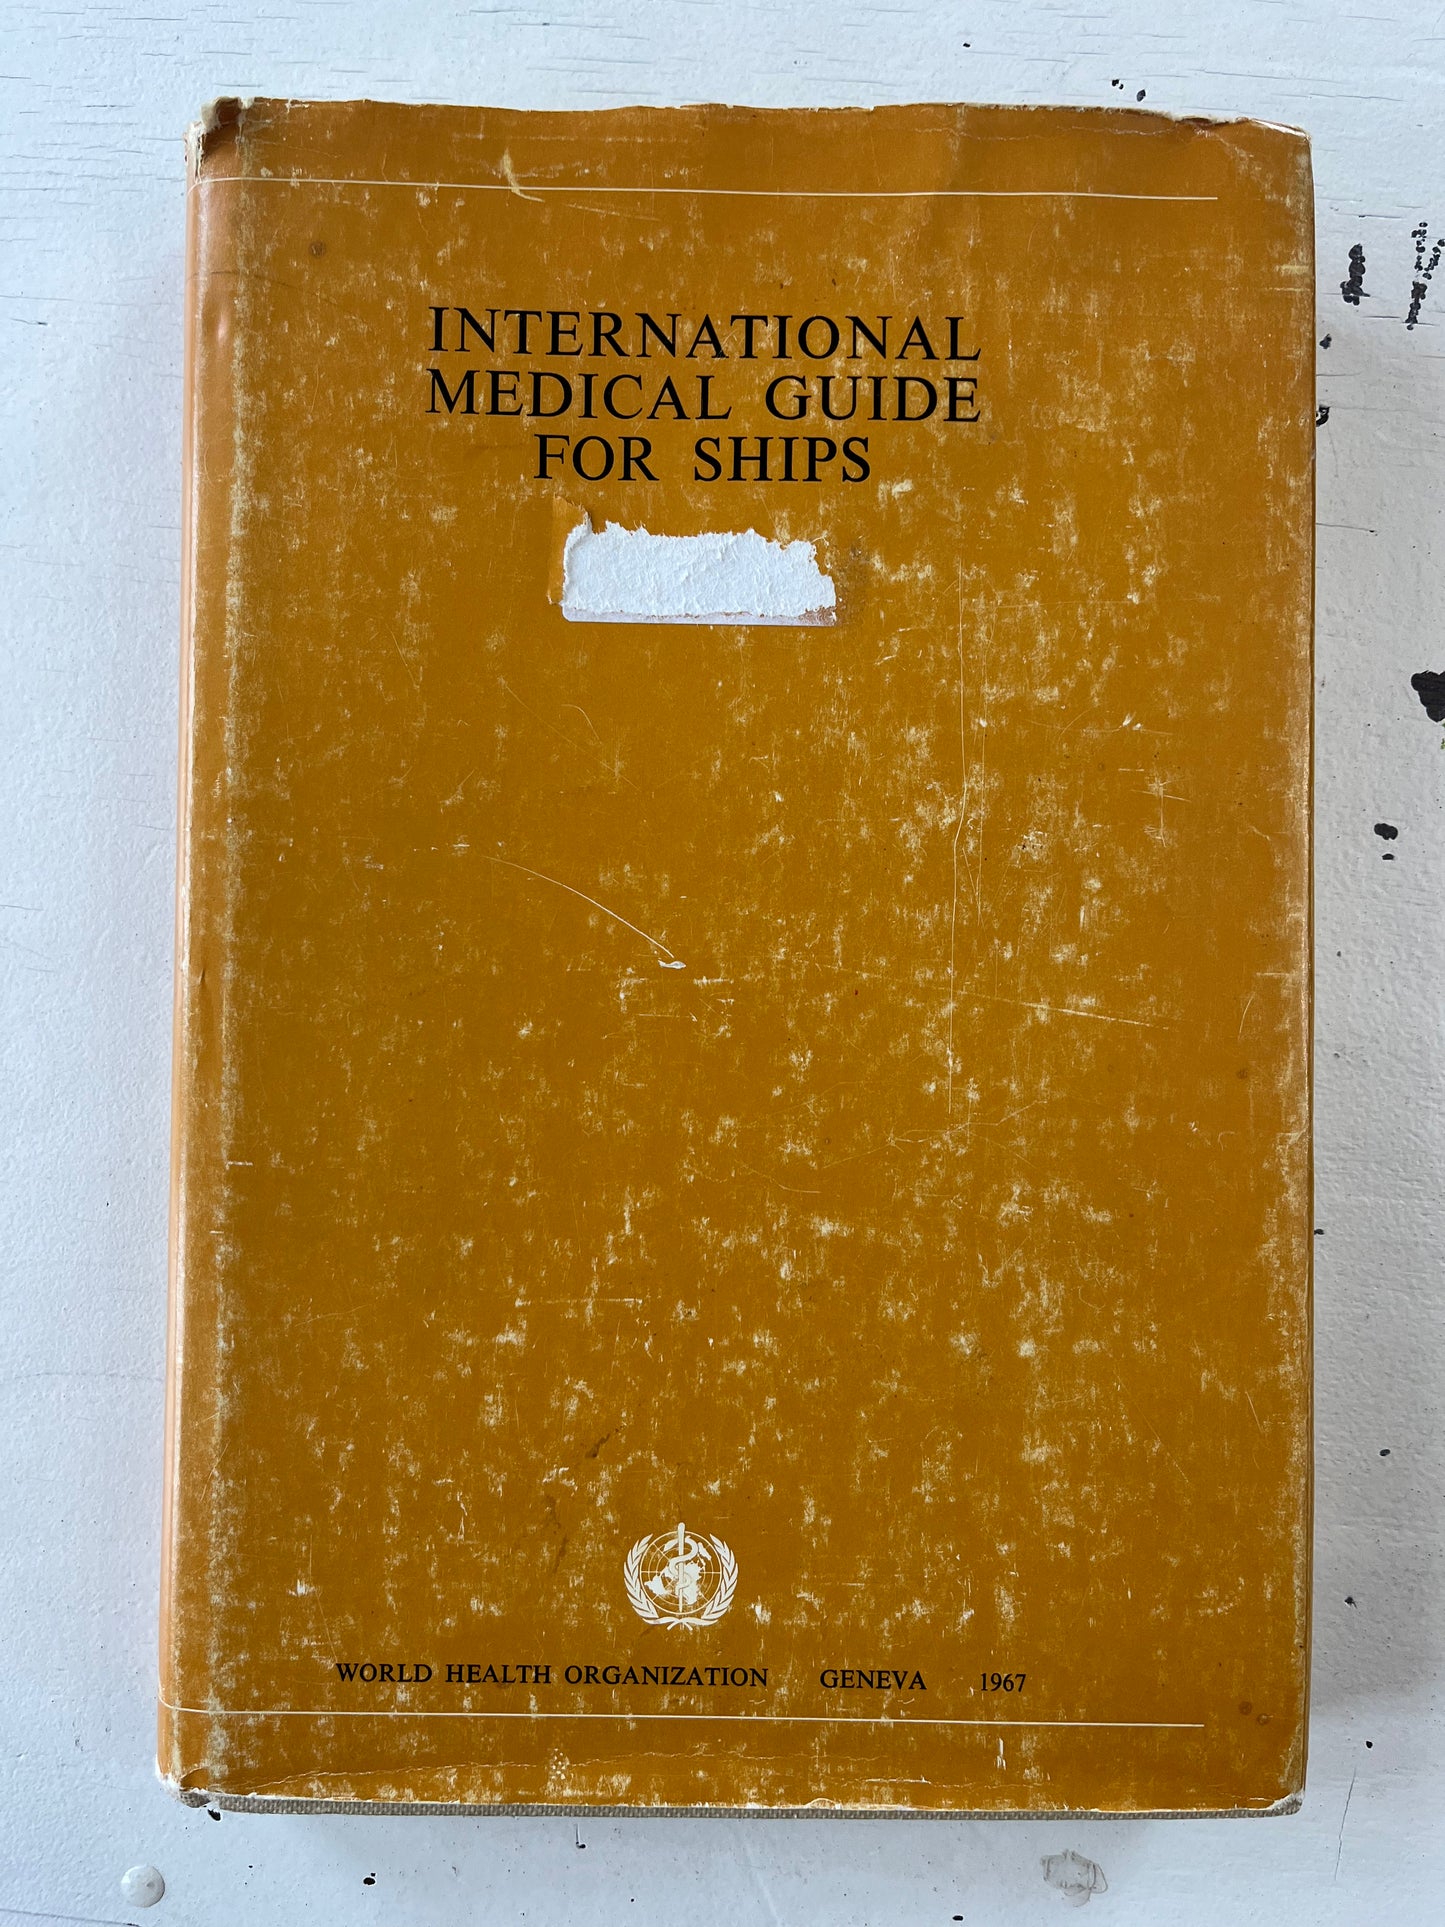 INTERNATIONAL
MEDICAL GUIDE
FOR SHIPS
WORLD HEALTH ORGANIZATION GENEVA 1967